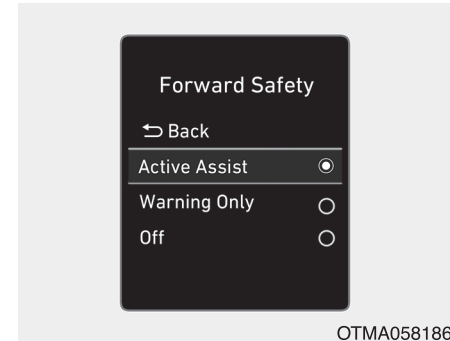 Forward Safety
Back
Active Assist
Warning Only
Off
OTMA058186